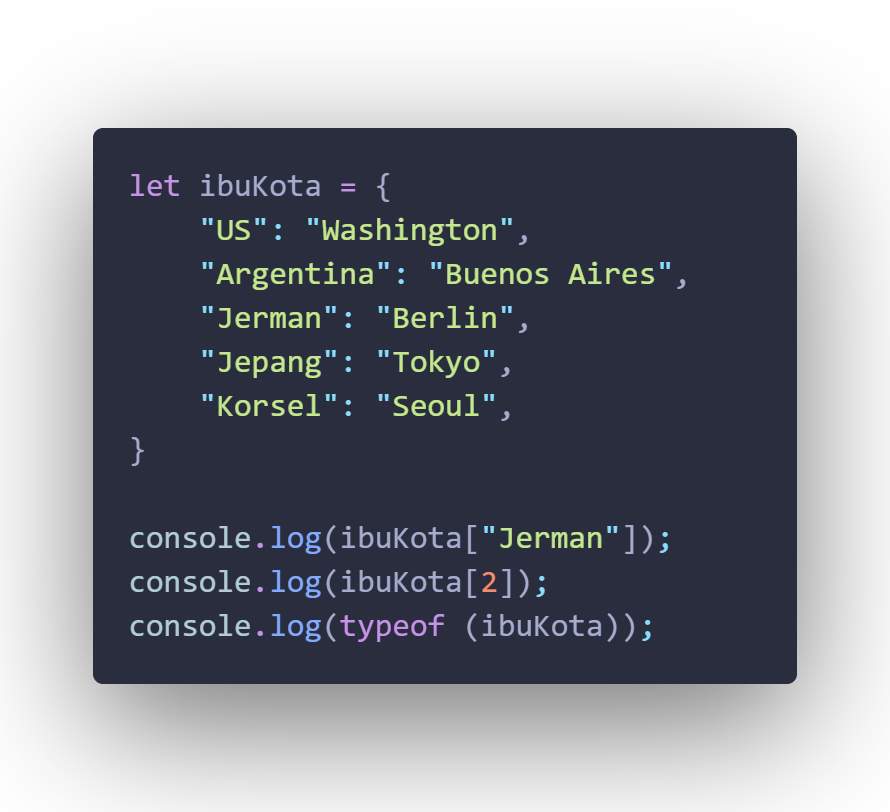 let ibuKota = {
    "US": "Washington",
    "Argentina": "Buenos Aires",
    "Jerman": "Berlin",
    "Jepang": "Tokyo",
    "Korsel": "Seoul",
}

console.log(ibuKota["Jerman"]);
console.log(ibuKota[2]);
console.log(typeof (ibuKota));